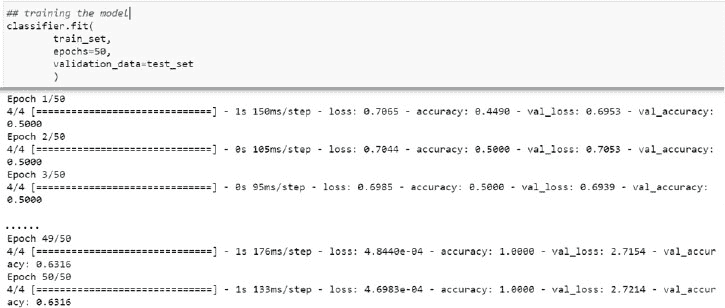 ## training the model
classifier.fit(
train_set,
epochs=50,
validation_data=test_set
)
Epoch 1/50
4/4 [==============================] - 1s 150ms/step - loss: 0.7065 - accuracy: 0.4490 - val_loss: 0.6953 - val_accuracy:
0.5000
Epoch 2/50
4/4 [==============================] - 0s 105ms/step - loss: 0.7044 - accuracy: 0.5000 - val_loss: 0.7053 - val_accuracy:
0.5000
Epoch 3/50
4/4 [==============================] - 0s 95ms/step - loss: 0.6985 - accuracy: 0.5000 - val_loss: 0.6939 - val_accuracy:
0.5000
......
Epoch 49/50
4/4 [==============================] - 1s 176ms/step - loss: 4.8440e-04 - accuracy: 1.0000 - val_loss: 2.7154 - val_accur
acy: 0.6316
Epoch 50/50
4/4 [==============================] - 1s 133ms/step - loss: 4.6983e-04 - accuracy: 1.0000 - val_loss: 2.7214 - val_accur
acy: 0.6316